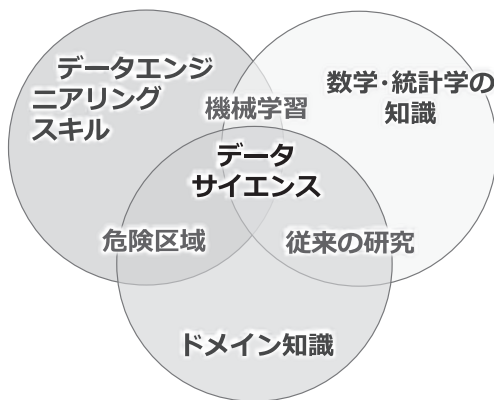 データエンジ
ニアリング
スキル
機械学習
数学・統計学の
知識
データ
サイエンス
危険区域
従来の研究
ドメイン知識